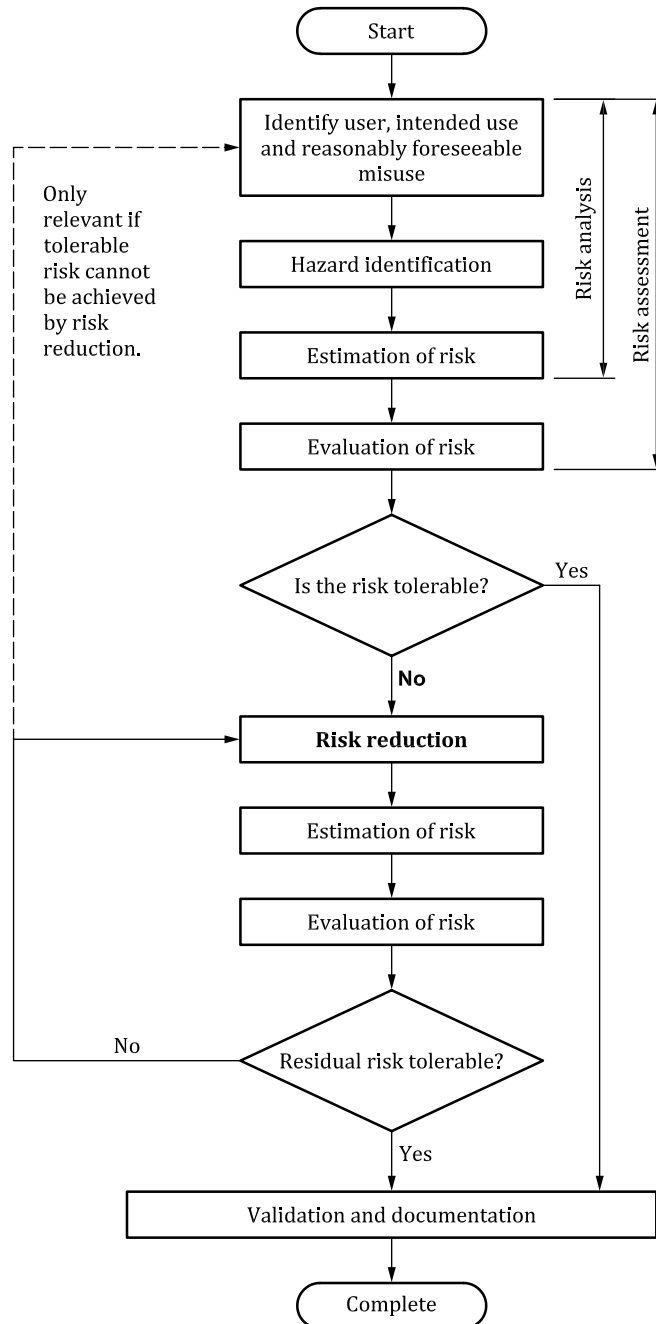 Start
Identify user, intended use
and reasonably foreseeable
misuse
Only
relevant if
tolerable
risk cannot
be achieved
by risk
reduction.
Risk analysis
Risk assessment
Hazard identification
Estimation of risk
Evaluation of risk
Is the risk tolerable?
Yes
No
Risk reduction
Estimation of risk
Evaluation of risk
Residual risk tolerable?
No
Yes
Validation and documentation
Complete